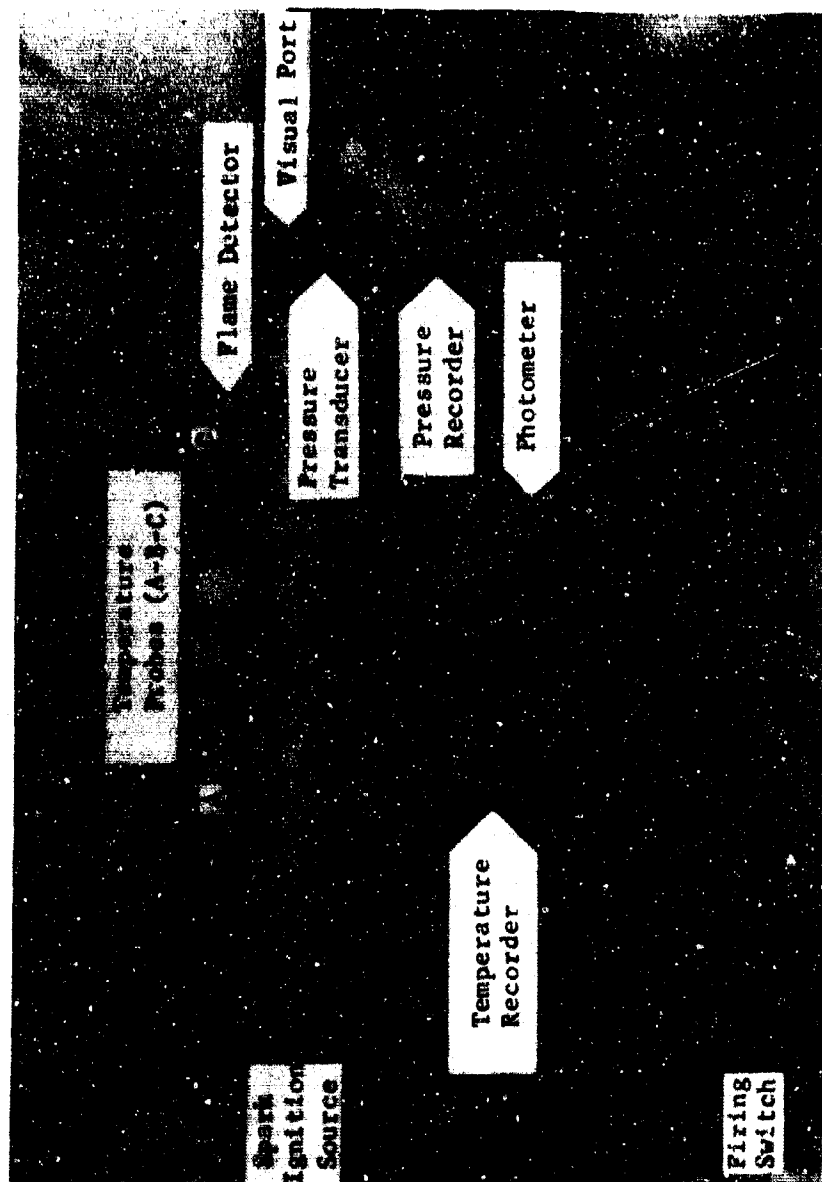 Temperature
Probes (A-B-C)
Flame Detector
Visual Port
Spark
Ignition
Source
Pressure
Transducer
Pressure
Recorder
Temperature
Recorder
Photometer
Firing
Switch
A
C